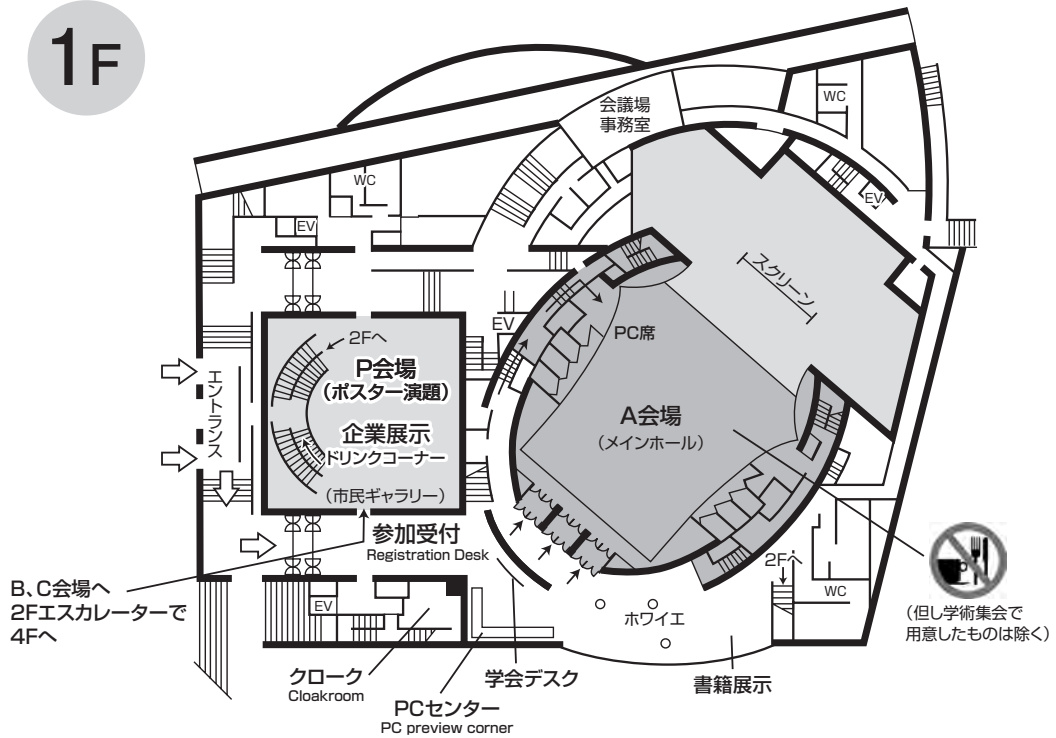 1F
会議場
事務室
WC
WC
EV
EV
スクリーン
2Fへ
EV
PC席
P会場
(ポスター演題)
エントランス
A会場
(メインホール)
企業展示
ドリンクコーナー
(市民ギャラリー)
参加受付
Registration Desk
B、C会場へ
2Fエスカレーターで
4Fへ
2Fへ
EV
WC
ホワイエ
(但し学術集会で
用意したものは除く)
クローク
Cloakroom
学会デスク
書籍展示
PCセンター
PC preview corner